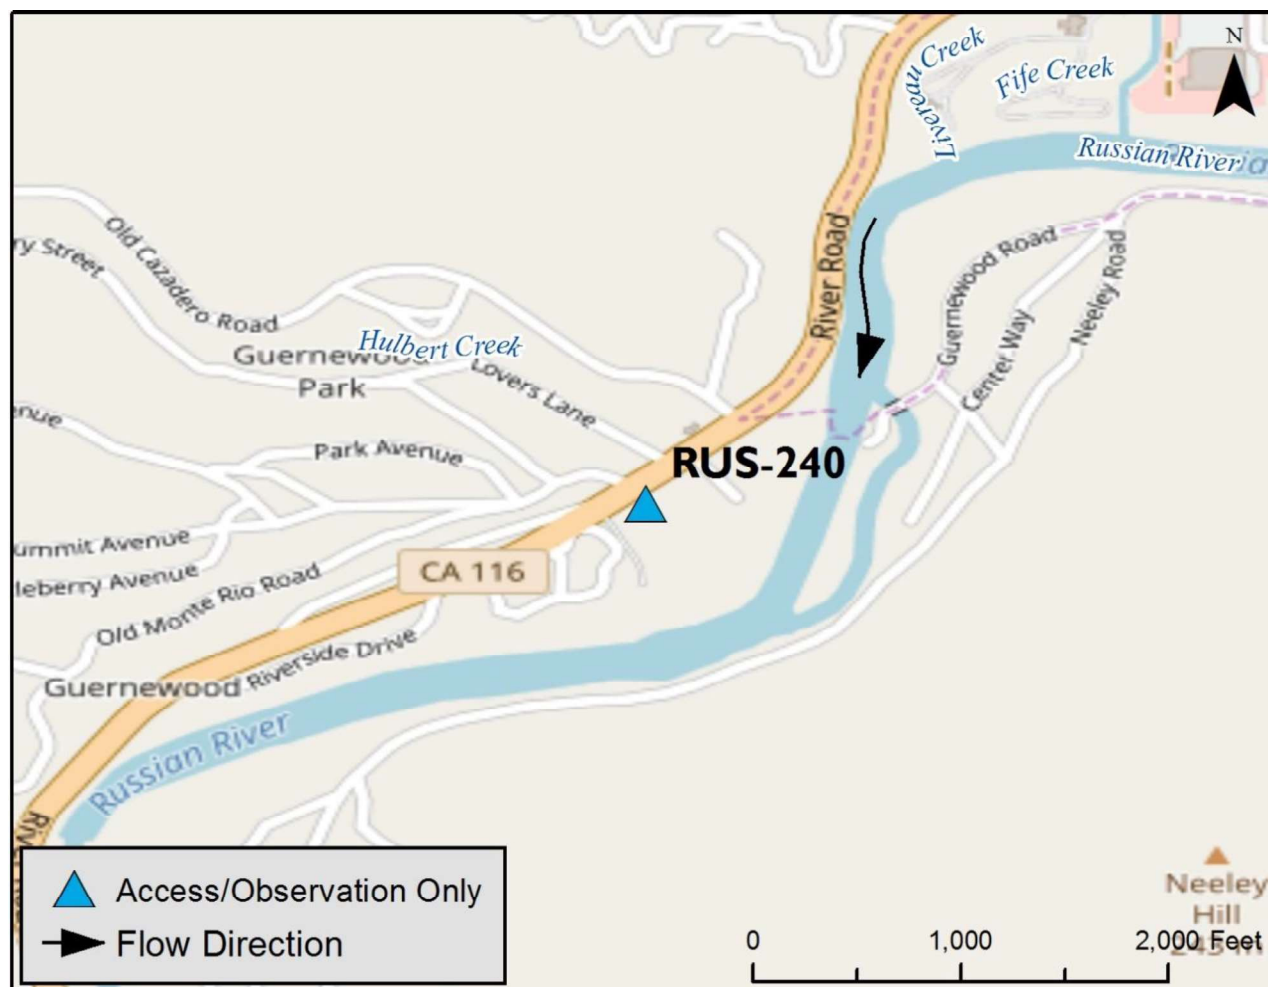 N
Livereau Creek
Fife Creek
Russian River
Old Cazadero Road
River Road
Guernewood Road
Neeley Road
Street
Hulbert Creek
Guernewood
Park
Lovers Lane
Center Way
Park Avenue
RUS-240
Avenue
Avenue
CA 116
Old Monte Rio Road
Riverside Drive
Guernewood
Russian River
Access/Observation Only
Flow Direction
Neeley
Hill
0 1,000 2,000 Feet